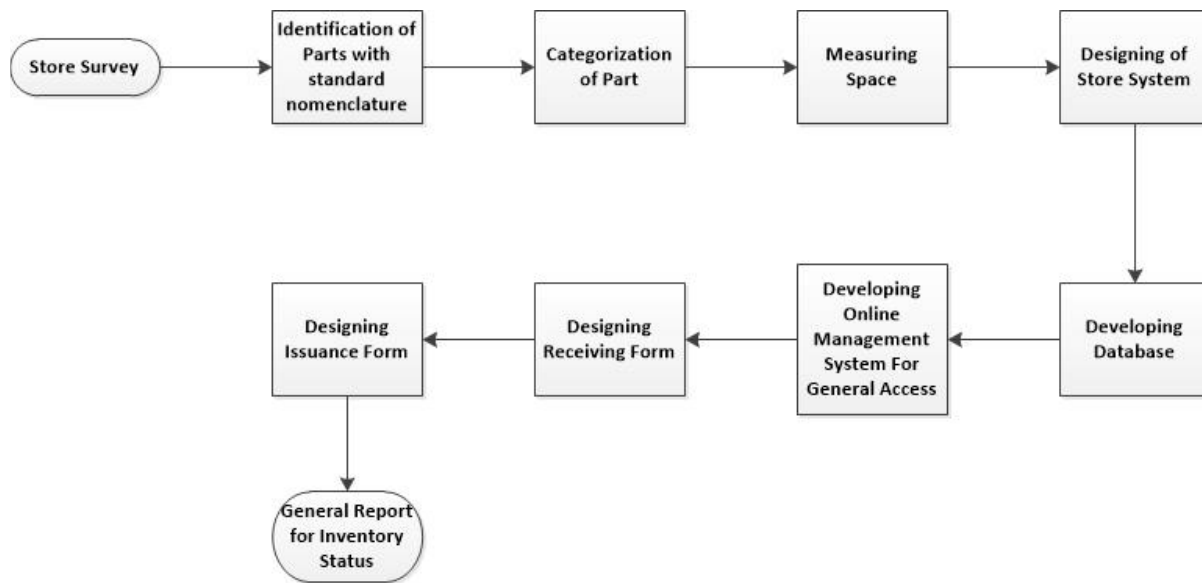 Store Survey
Identification of
Parts with
standard
nomenclature
Categorization
of Part
Measuring
Space
Designing of
Store System
Developing
Database
Developing
Online
Management
System For
General Access
Designing
Receiving Form
Designing
Issuance Form
General Report
for Inventory
Status